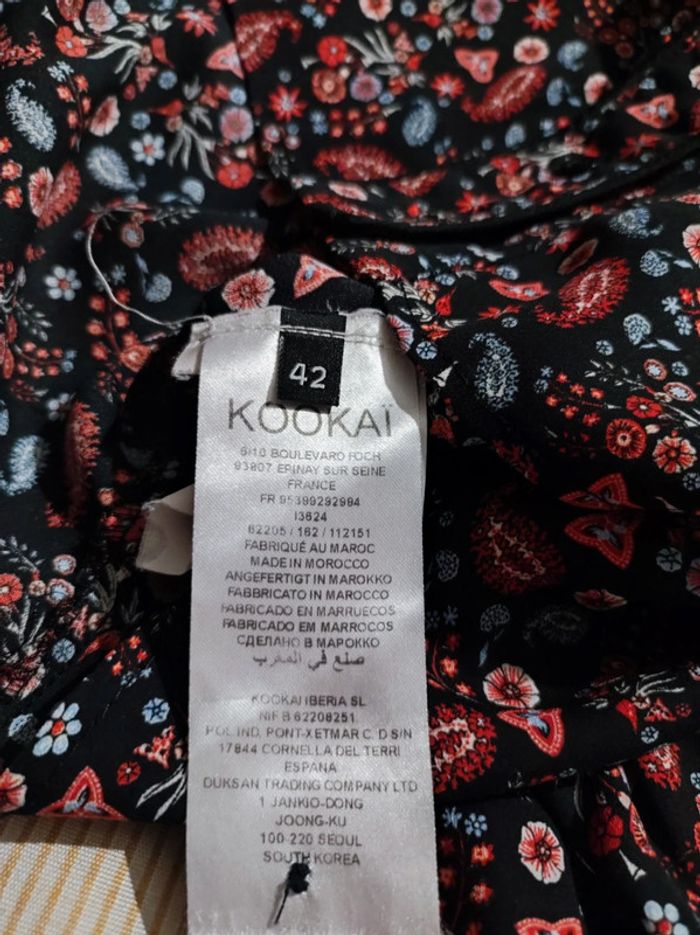 42
KOOKAÏ
6/10 BOULEVARD FOCH
93807 EPINAY SUR SEINE
FRANCE
FR 95399292994
I3624
62205 / 162 / 112151
FABRIQUÉ AU MAROC
MADE IN MOROCCO
ANGEFERTIGT IN MAROKKO
FABBRICATO IN MAROCCO
FABRICADO EN MARRUECOS
FABRICADO EM MARROCOS
СДЕЛАНО В МАРОККО
صنع في المغرب
KOOKAI IBERIA SL
NIF B 62208251
POL.IND. PONT-XETMAR C. D S/N
17844 CORNELLA DEL TERRI
ESPANA
DUKSAN TRADING COMPANY LTD
1 JANKIO-DONG
JOONG-KU
100-220 SEOUL
SOUTH KOREA